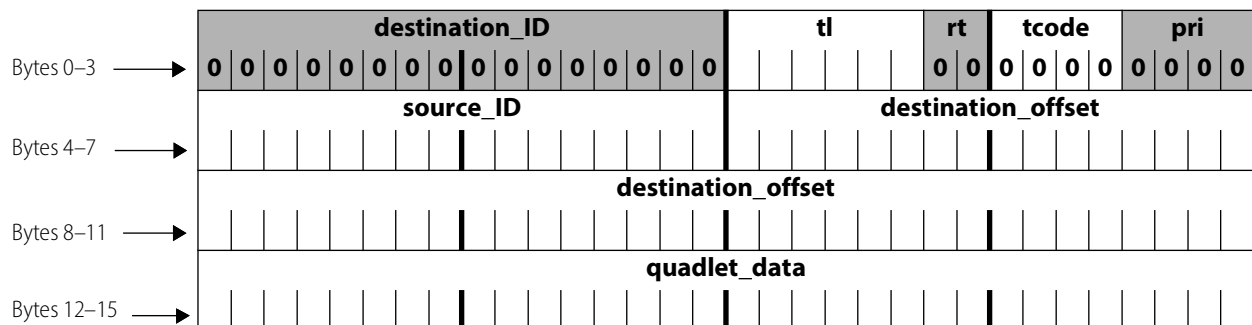 destination_ID tl rt tcode pri
Bytes 0–3 0 0 0 0 0 0 0 0 0 0 0 0 0 0 0 0 0 0 0 0 0 0 0 0 0 0
source_ID destination_offset
Bytes 4–7
destination_offset
Bytes 8–11
quadlet_data
Bytes 12–15